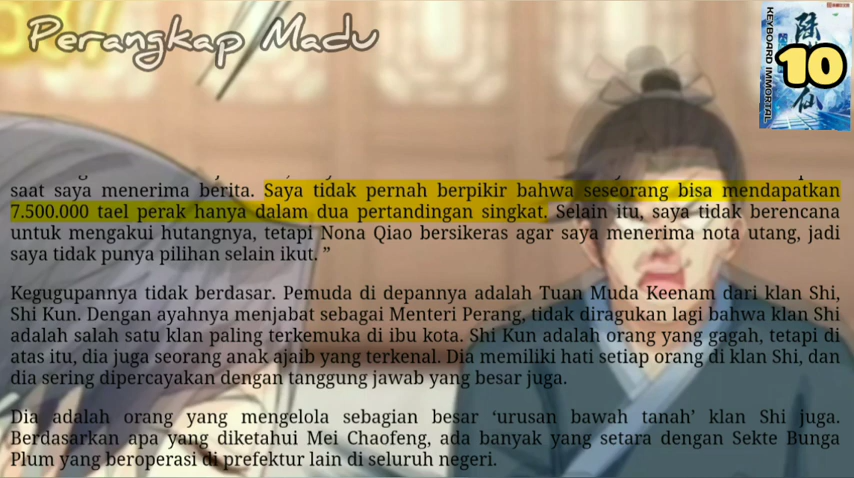 Perangkap Madu
KEYBOARD IMMORTAL
10
saat saya menerima berita. Saya tidak pernah berpikir bahwa seseorang bisa mendapatkan
7.500.000 tael perak hanya dalam dua pertandingan singkat. Selain itu, saya tidak berencana
untuk mengakui hutangnya, tetapi Nona Qiao bersikeras agar saya menerima nota utang, jadi
saya tidak punya pilihan selain ikut. ”
Kegugupannya tidak berdasar. Pemuda di depannya adalah Tuan Muda Keenam dari klan Shi,
Shi Kun. Dengan ayahnya menjabat sebagai Menteri Perang, tidak diragukan lagi bahwa klan Shi
adalah salah satu klan paling terkemuka di ibu kota. Shi Kun adalah orang yang gagah, tetapi di
atas itu, dia juga seorang anak ajaib yang terkenal. Dia memiliki hati setiap orang di klan Shi, dan
dia sering dipercayakan dengan tanggung jawab yang besar juga.
Dia adalah orang yang mengelola sebagian besar ‘urusan bawah tanah’ klan Shi juga.
Berdasarkan apa yang diketahui Mei Chaofeng, ada banyak yang setara dengan Sekte Bunga
Plum yang beroperasi di prefektur lain di seluruh negeri.